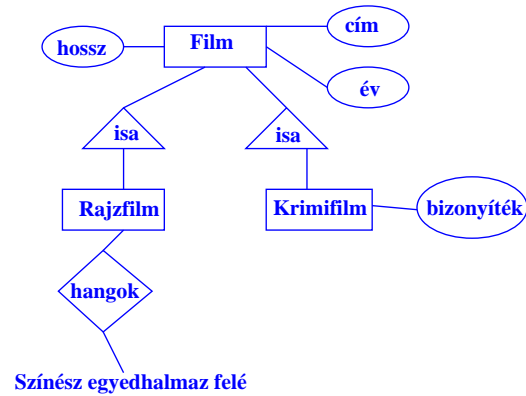 cím
hossz
Film
év
isa
isa
Rajzfilm
Krimifilm
bizonyíték
hangok
Színész egyedhalmaz felé